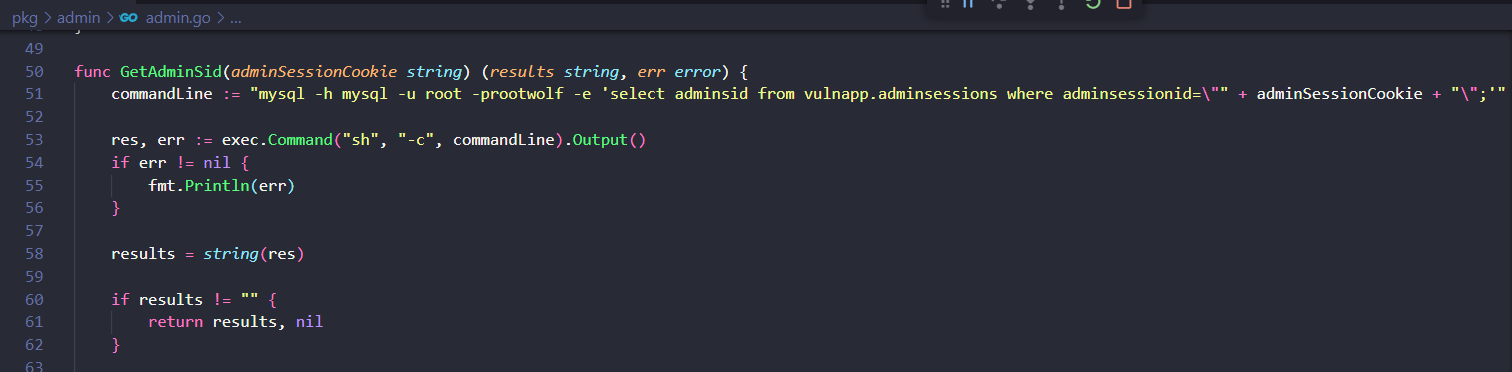 pkg > admin > GO admin.go > ...
49
50 func GetAdminSid(adminSessionCookie string) (results string, err error) {
51 commandLine := "mysql -h mysql -u root -prootwolf -e 'select adminsid from vulnapp.adminsessions where adminsessionid=\"" + adminSessionCookie + "\";'"
52
53 res, err := exec.Command("sh", "-c", commandLine).Output()
54 if err != nil {
55 fmt.Println(err)
56 }
57
58 results = string(res)
59
60 if results != "" {
61 return results, nil
62 }
63